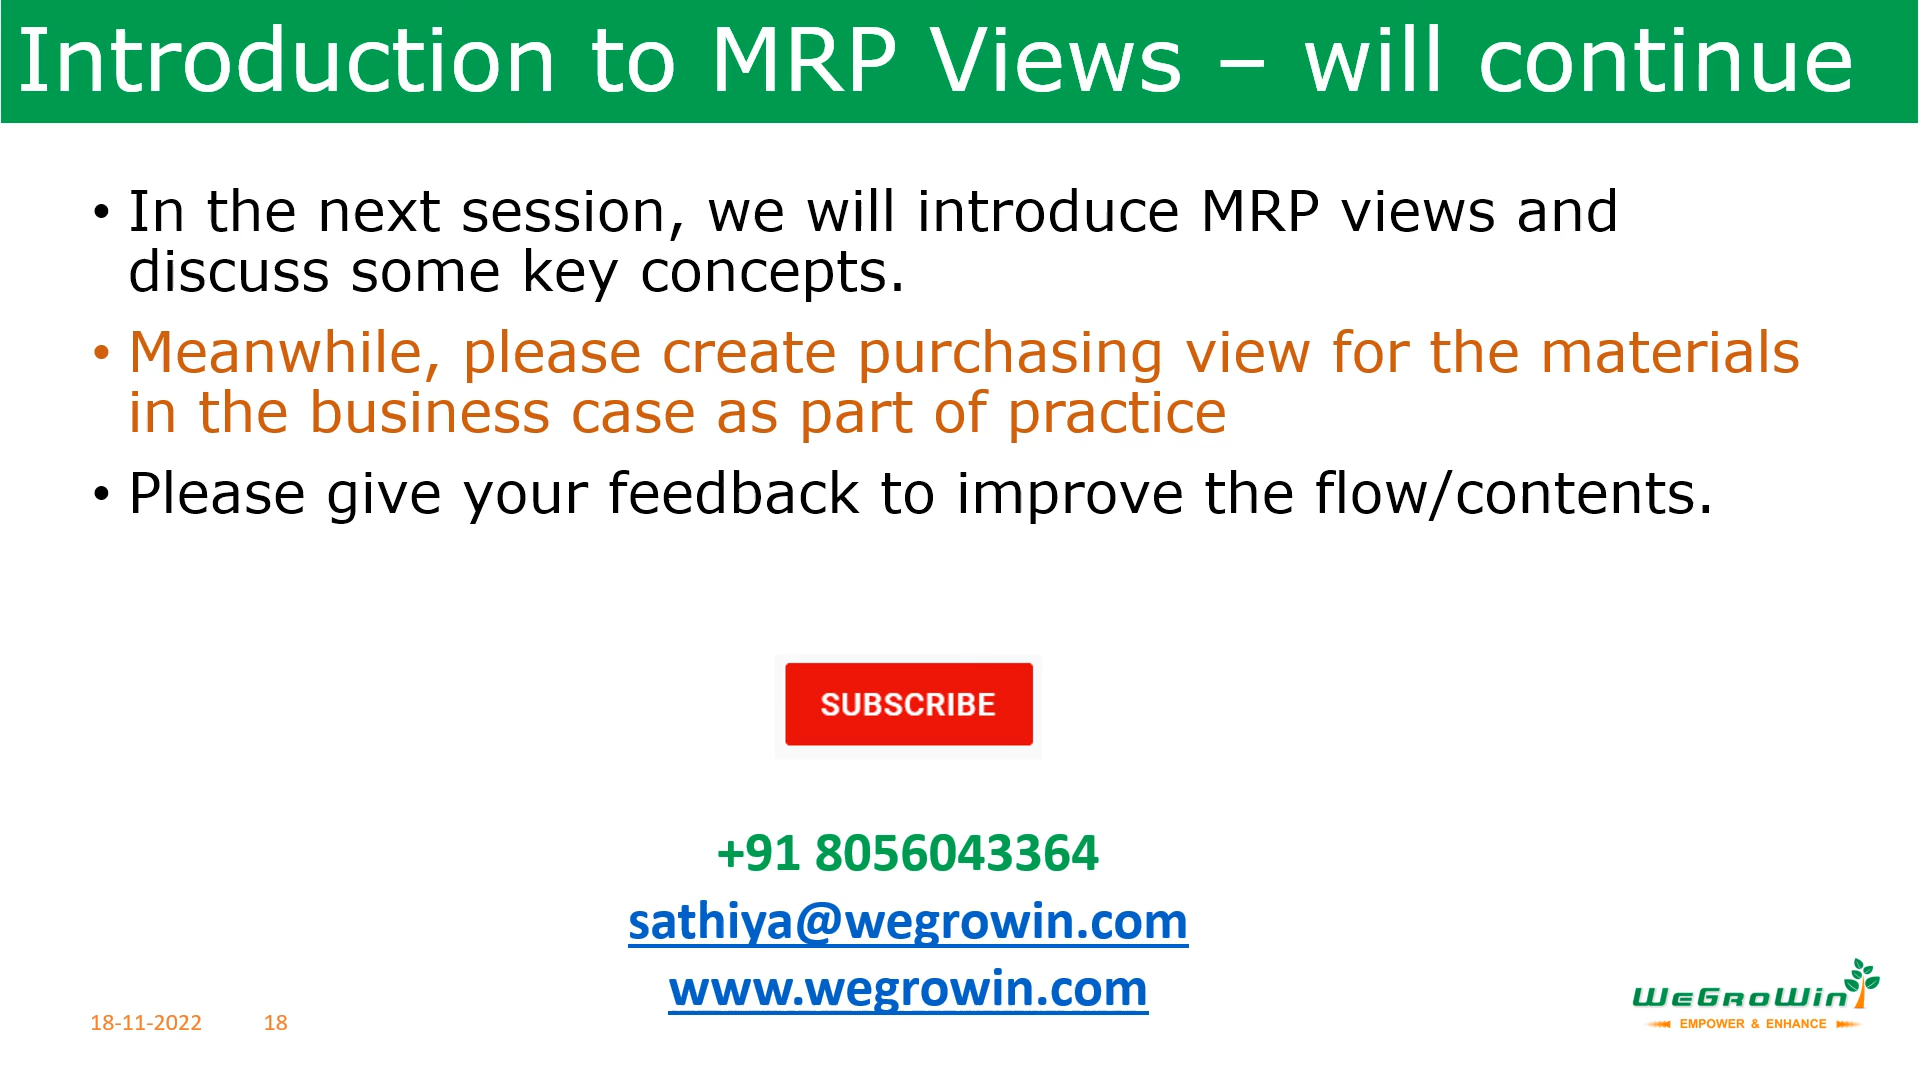 Introduction to MRP Views – will continue
• In the next session, we will introduce MRP views and
discuss some key concepts.
• Meanwhile, please create purchasing view for the materials
in the business case as part of practice
• Please give your feedback to improve the flow/contents.
SUBSCRIBE
+91 8056043364
sathiya@wegrowin.com
www.wegrowin.com
18-11-2022 18
WeGroWin
EMPOWER & ENHANCE